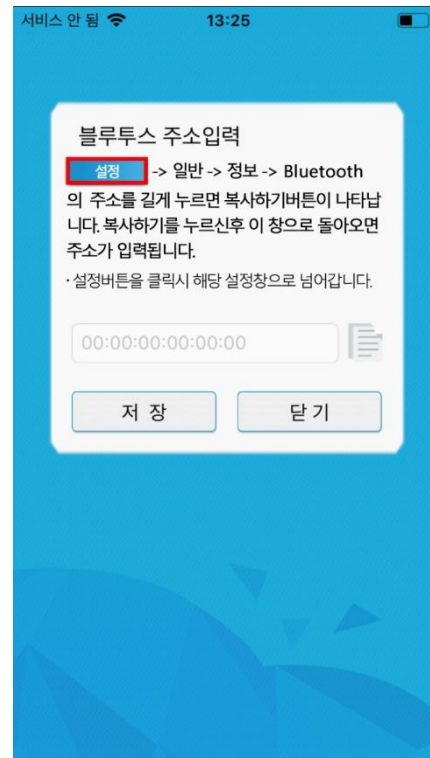 서비스 안 됨 13:25
블루투스 주소입력
설정 -> 일반 -> 정보 -> Bluetooth
의 주소를 길게 누르면 복사하기버튼이 나타납
니다. 복사하기를 누르신후 이 창으로 돌아오면
주소가 입력됩니다.
·설정버튼을 클릭시 해당 설정창으로 넘어갑니다.
00:00:00:00:00:00
저 장 닫 기